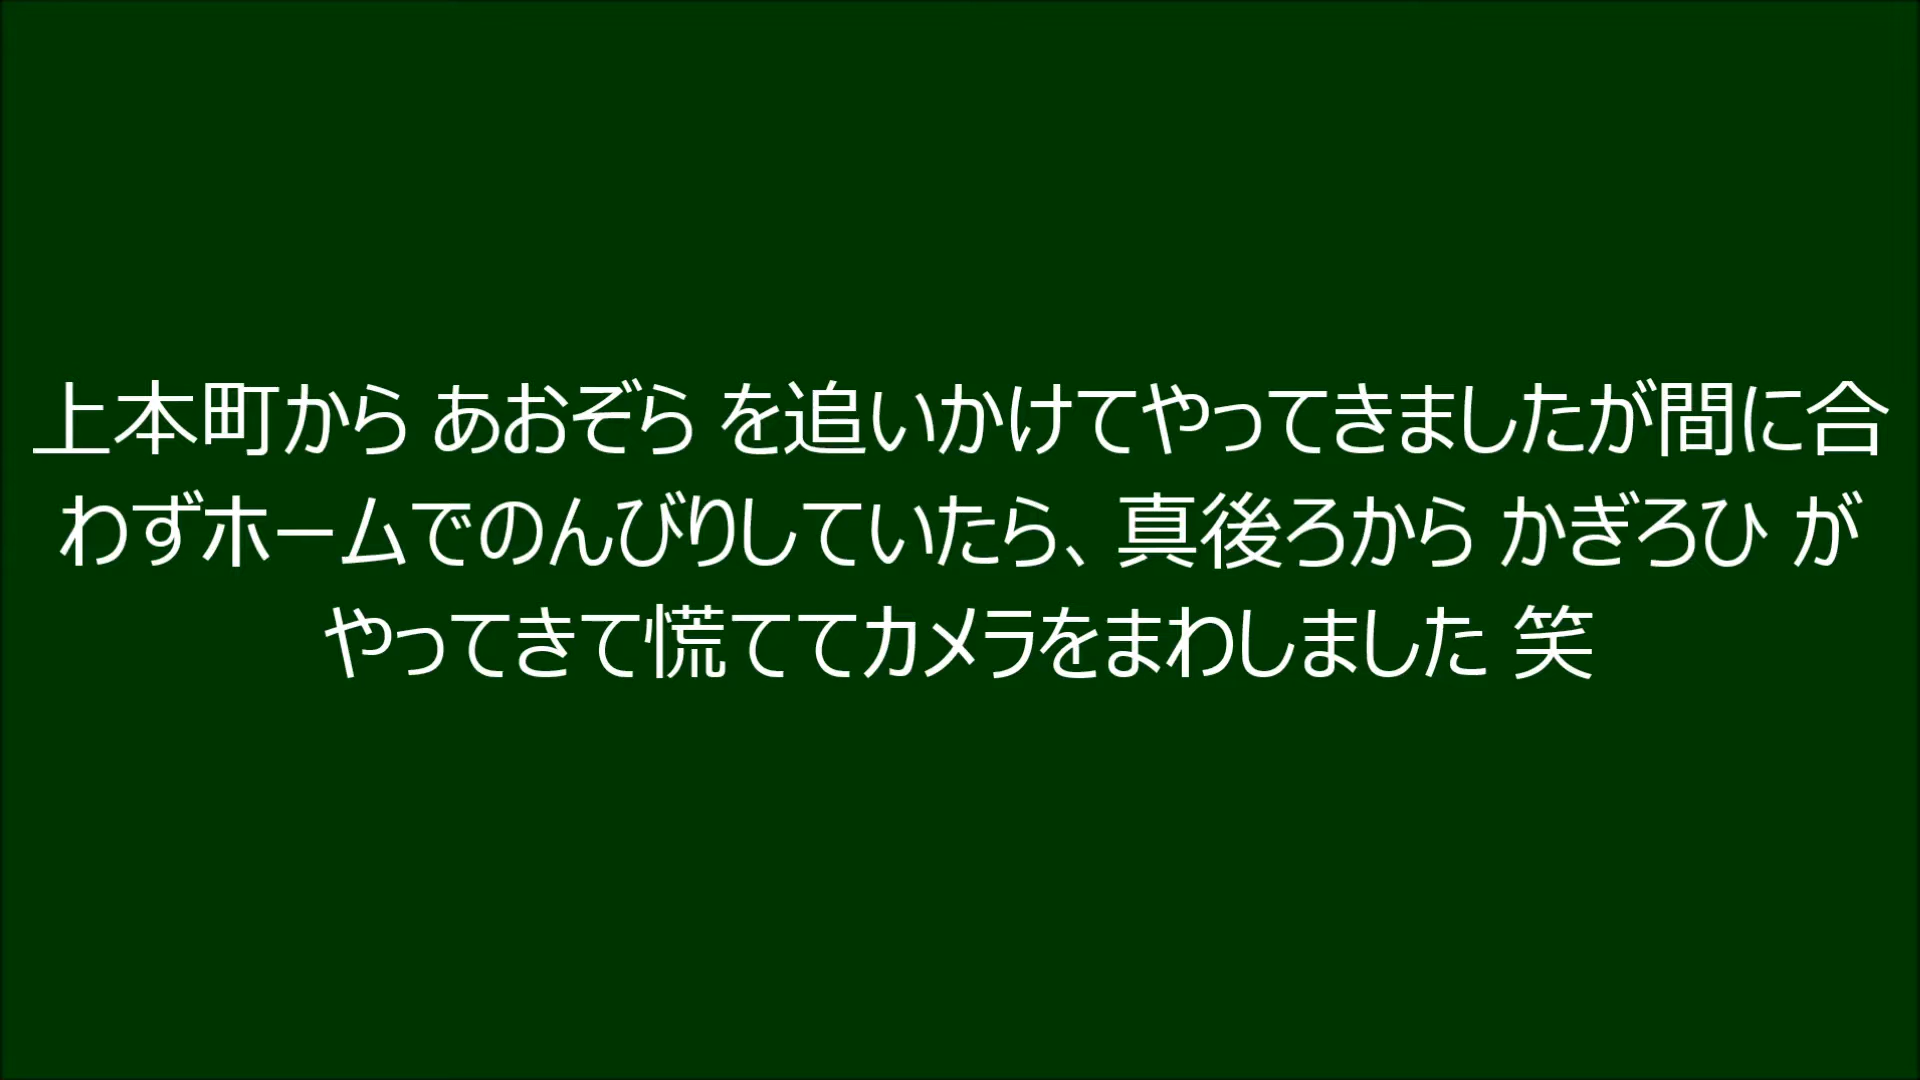 上本町から あおぞら を追いかけてやってきましたが間に合
わずホームでのんびりしていたら、真後ろから かぎろひ が
やってきて慌ててカメラをまわしました 笑